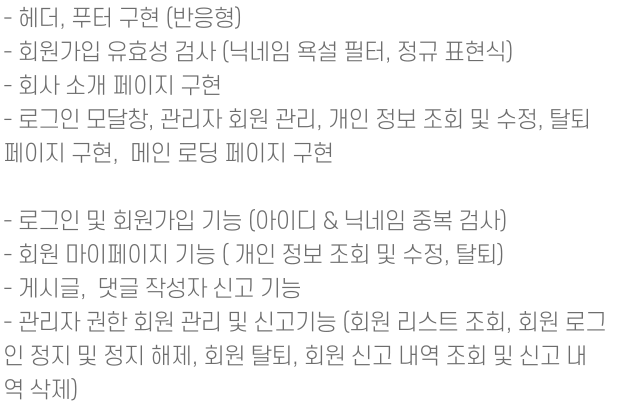 - 헤더, 푸터 구현 (반응형)
- 회원가입 유효성 검사 (닉네임 욕설 필터, 정규 표현식)
- 회사 소개 페이지 구현
- 로그인 모달창, 관리자 회원 관리, 개인 정보 조회 및 수정, 탈퇴
페이지 구현,  메인 로딩 페이지 구현

- 로그인 및 회원가입 기능 (아이디 & 닉네임 중복 검사)
- 회원 마이페이지 기능 ( 개인 정보 조회 및 수정, 탈퇴)
- 게시글,  댓글 작성자 신고 기능
- 관리자 권한 회원 관리 및 신고기능 (회원 리스트 조회, 회원 로그
인 정지 및 정지 해제, 회원 탈퇴, 회원 신고 내역 조회 및 신고 내
역 삭제)